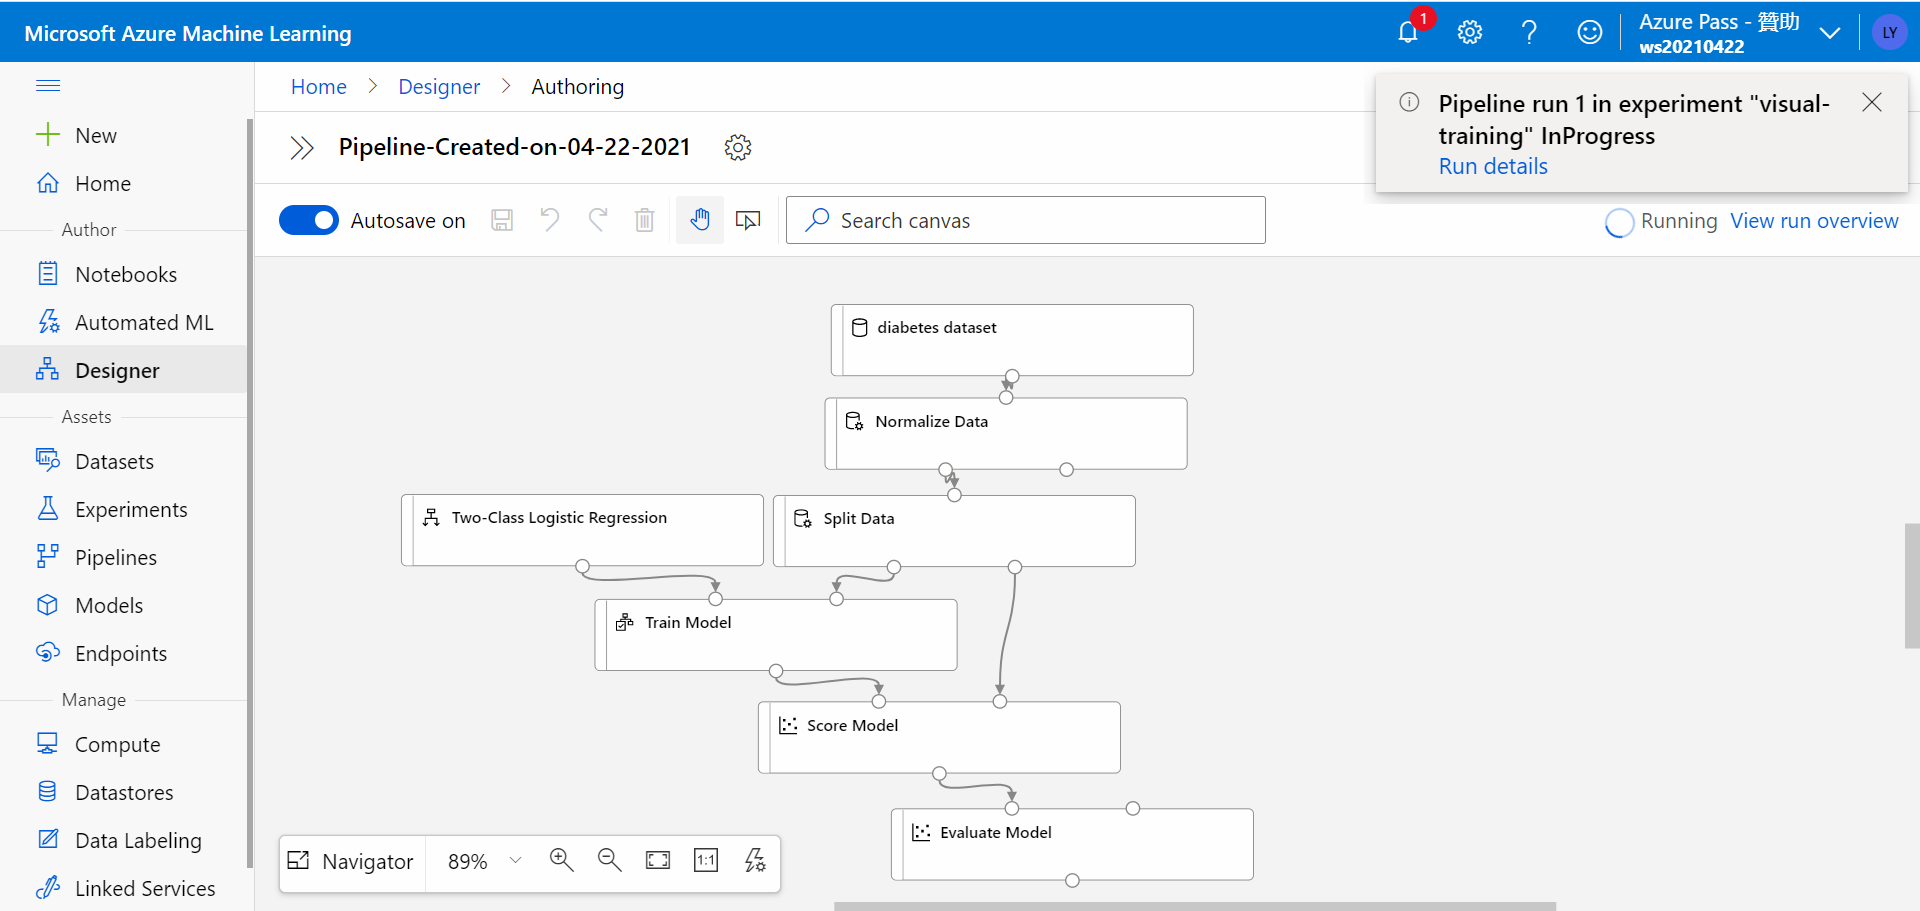 Microsoft Azure Machine Learning
1
Azure Pass - 贊助
ws20210422
LY
New
Home
Author
Notebooks
Automated ML
Designer
Assets
Datasets
Experiments
Pipelines
Models
Endpoints
Manage
Compute
Datastores
Data Labeling
Linked Services
Home > Designer > Authoring
Pipeline run 1 in experiment "visual-
training" InProgress
Run details
Pipeline-Created-on-04-22-2021
Autosave on
Search canvas
Running View run overview
diabetes dataset
Normalize Data
Two-Class Logistic Regression
Split Data
Train Model
Score Model
Evaluate Model
Navigator
89%
1:1